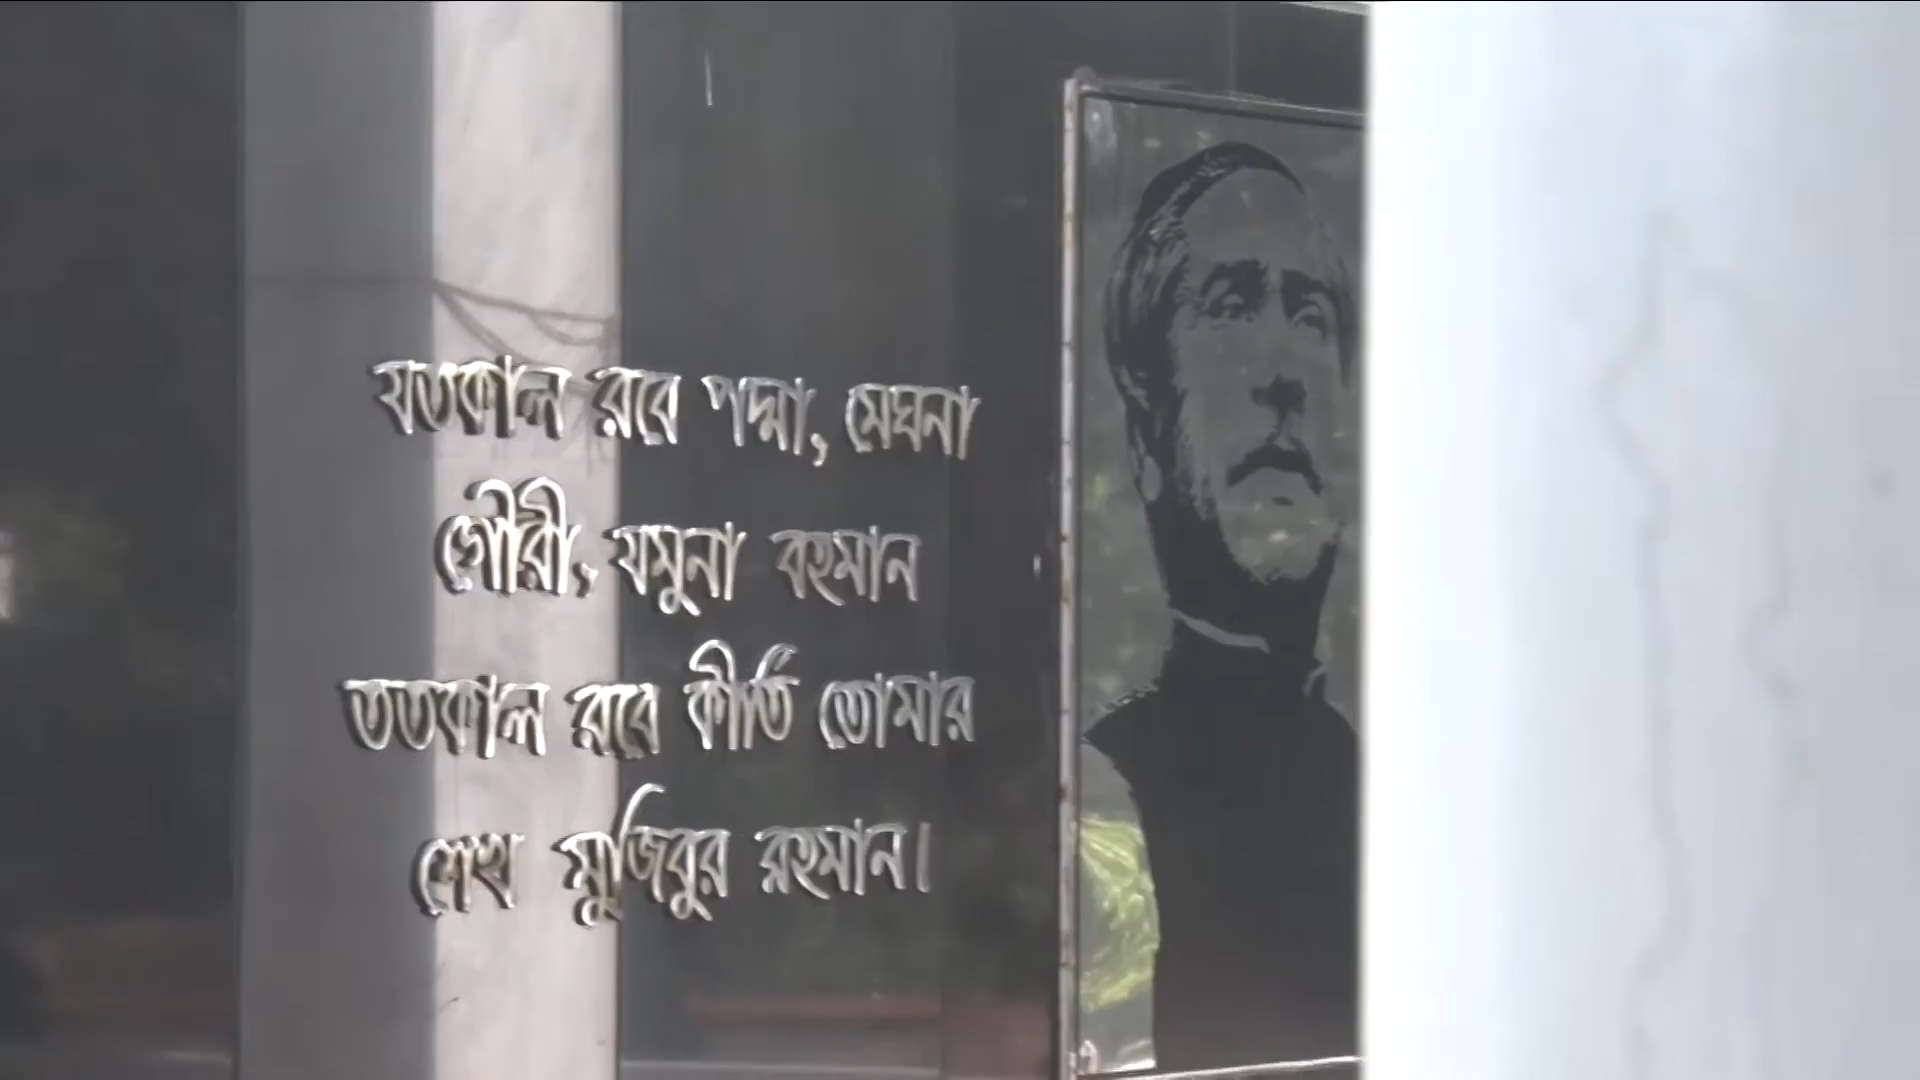 যতকাল রবে পদ্মা, মেঘনা
গৌরী, যমুনা বহমান
ততকাল রবে কীর্তি তোমার
শেখ মুজিবুর রহমান।